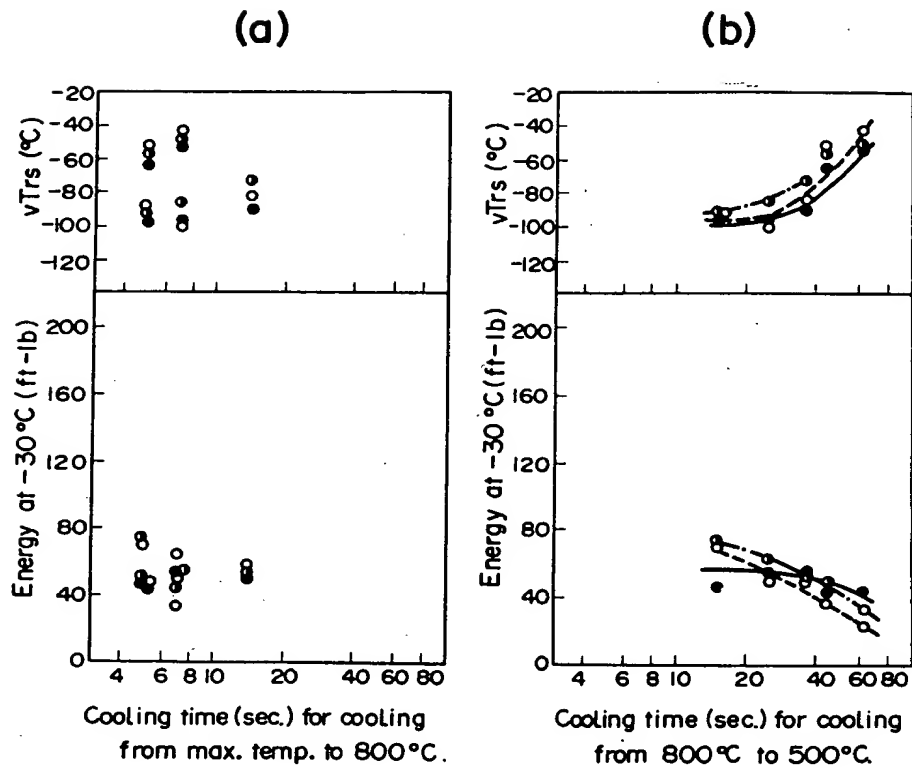 (a)
(b)
vTrs (°C)
-20
-40
-60
-80
-100
-120
Energy at -30°C (ft-lb)
200
160
120
80
40
0
4 6 8 10 20 40 60 80
Cooling time (sec.) for cooling
from max. temp. to 800°C.
vTrs (°C)
-20
-40
-60
-80
-100
-120
Energy at -30°C (ft-lb)
200
160
120
80
40
0
4 6 8 10 20 40 60 80
Cooling time (sec.) for cooling
from 800°C to 500°C.